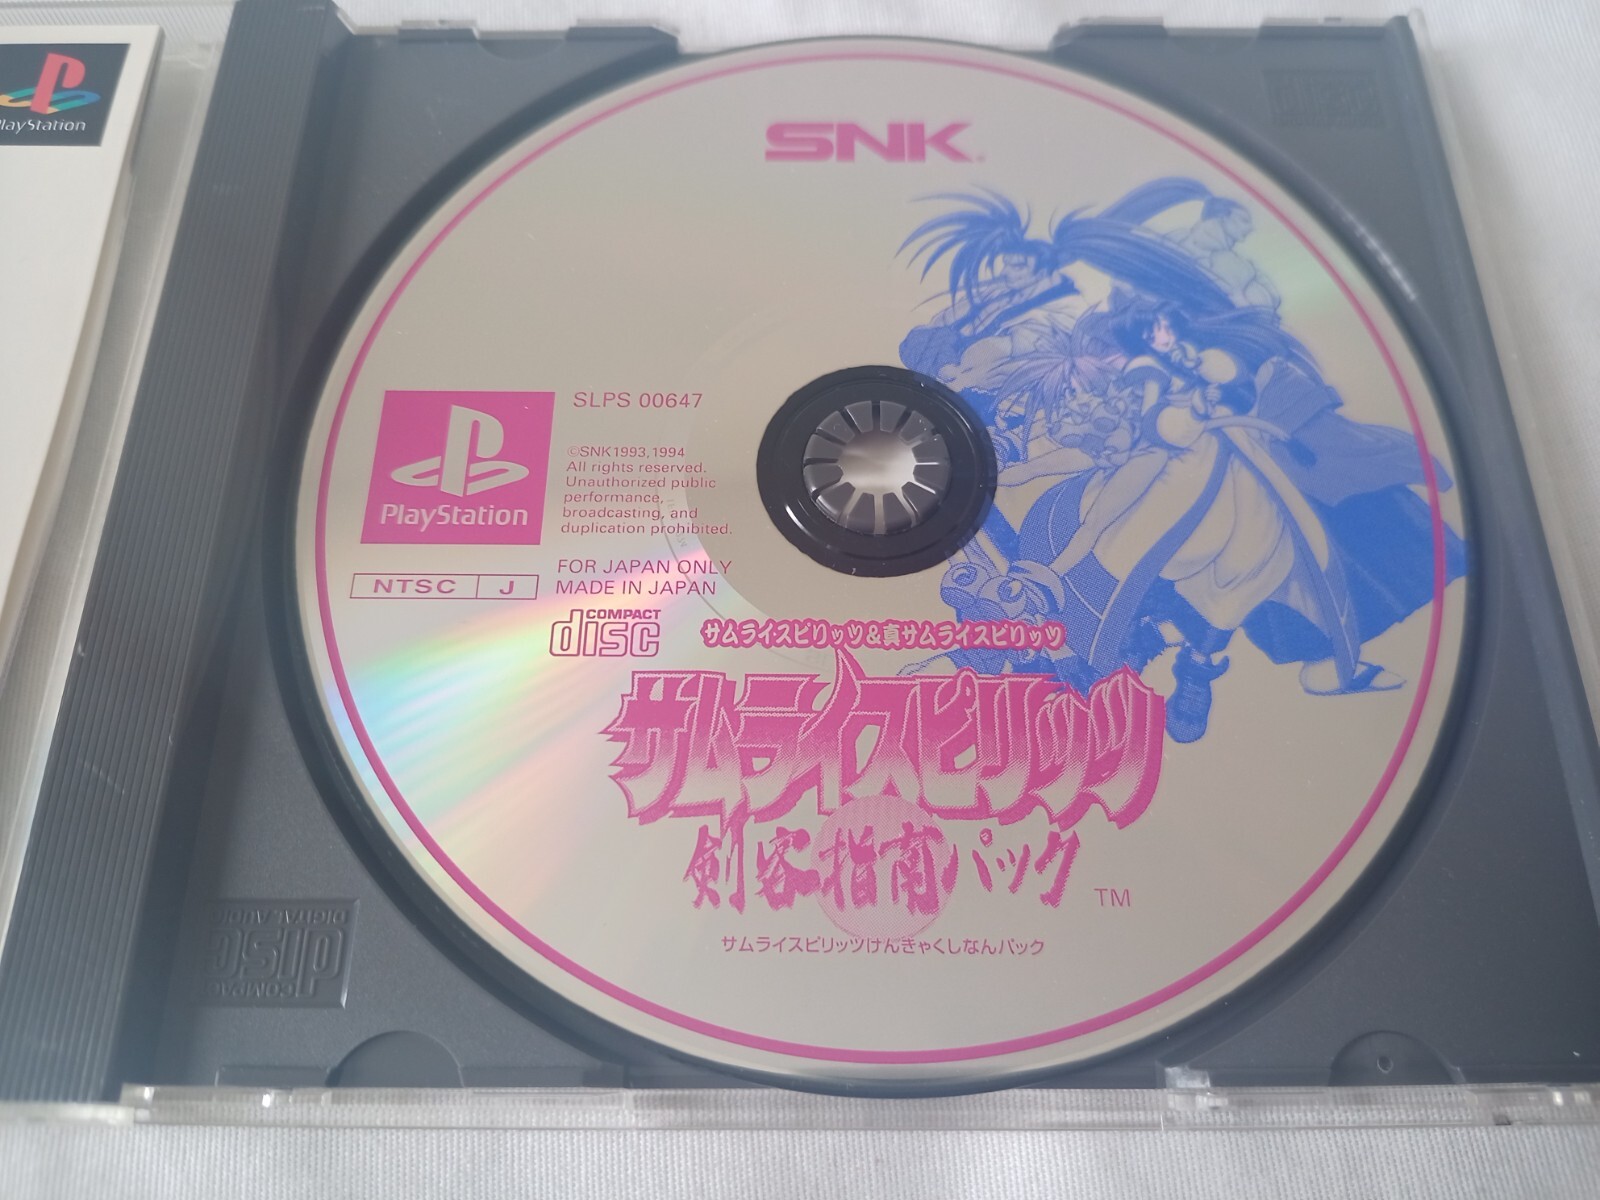 PlayStation
SNK
SLPS 00647
©SNK 1993, 1994
All rights reserved.
Unauthorized public
performance,
broadcasting, and
duplication prohibited.
PlayStation
FOR JAPAN ONLY
NTSC J
MADE IN JAPAN
COMPACT
disc
サムライスピリッツ&真サムライスピリッツ
サムライスピリッツ
剣客指南パック
TM
サムライスピリッツけんきゃくしなんパック
COMPACT
disc
DIGITAL AUDIO